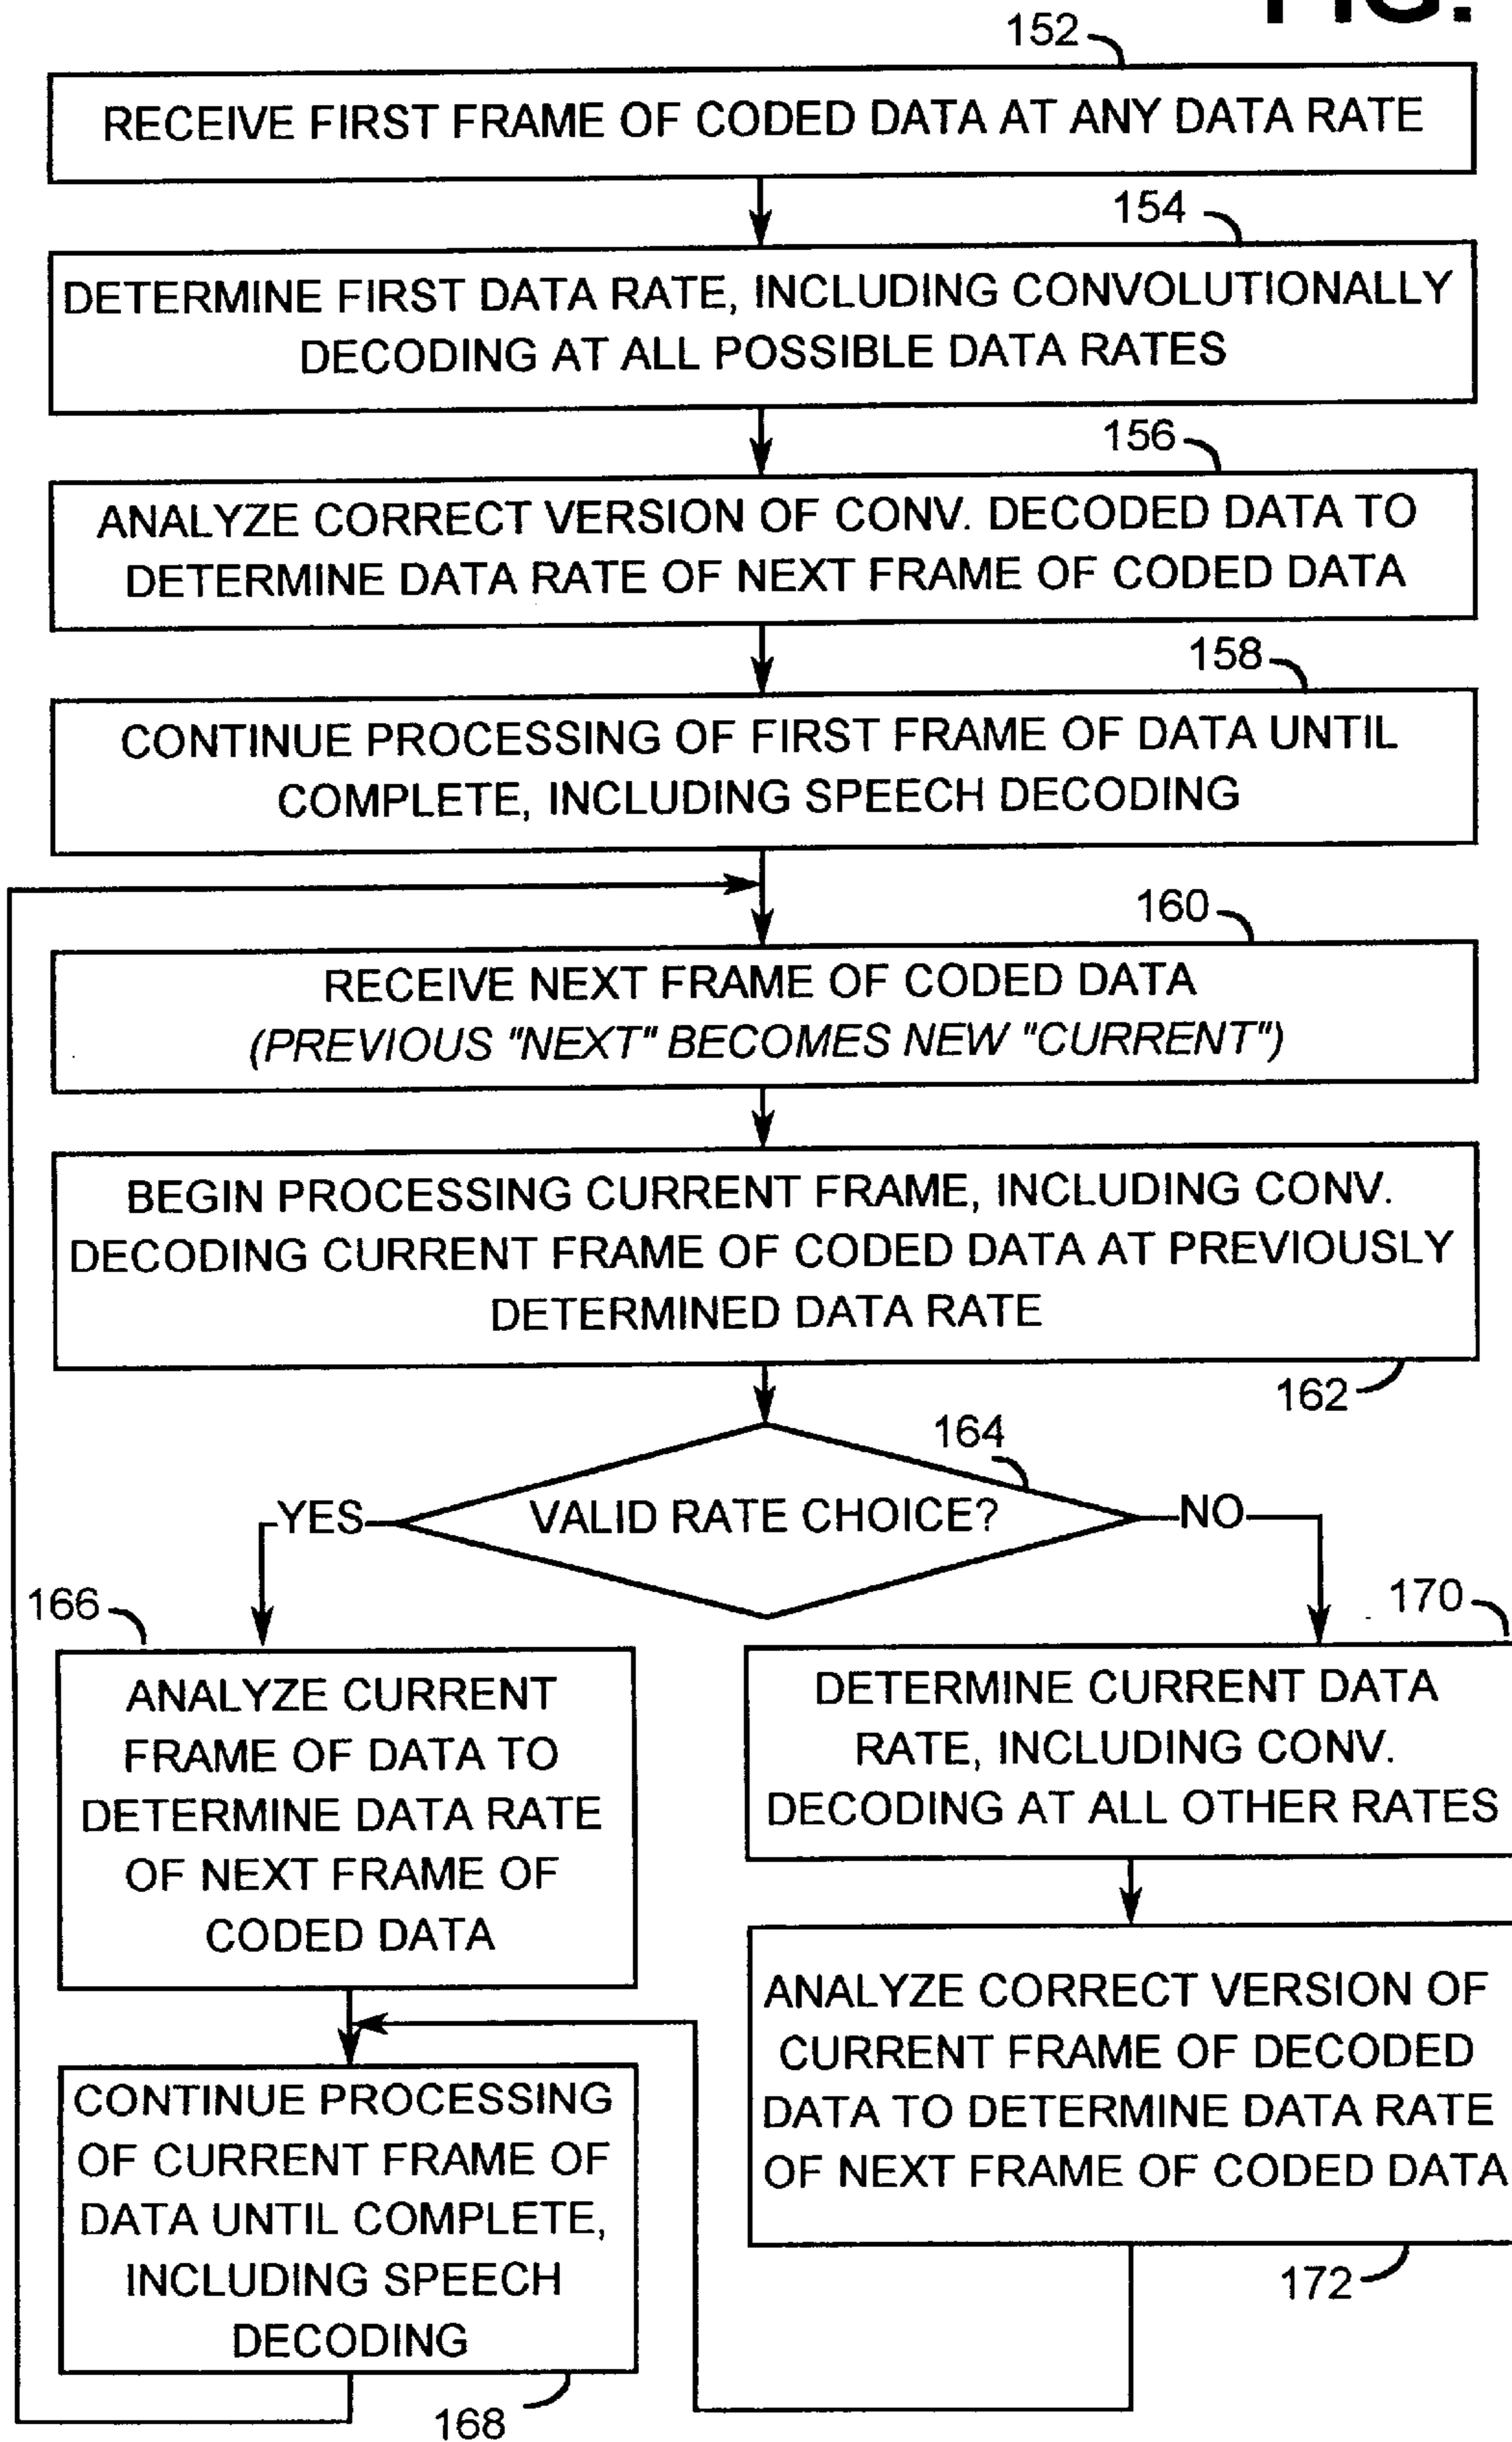 FIG.
152
RECEIVE FIRST FRAME OF CODED DATA AT ANY DATA RATE
154
DETERMINE FIRST DATA RATE, INCLUDING CONVOLUTIONALLY
DECODING AT ALL POSSIBLE DATA RATES
156
ANALYZE CORRECT VERSION OF CONV. DECODED DATA TO
DETERMINE DATA RATE OF NEXT FRAME OF CODED DATA
158
CONTINUE PROCESSING OF FIRST FRAME OF DATA UNTIL
COMPLETE, INCLUDING SPEECH DECODING
160
RECEIVE NEXT FRAME OF CODED DATA
(PREVIOUS "NEXT" BECOMES NEW "CURRENT")
BEGIN PROCESSING CURRENT FRAME, INCLUDING CONV.
DECODING CURRENT FRAME OF CODED DATA AT PREVIOUSLY
DETERMINED DATA RATE
162
164
VALID RATE CHOICE?
YES
NO
166
ANALYZE CURRENT
FRAME OF DATA TO
DETERMINE DATA RATE
OF NEXT FRAME OF
CODED DATA
CONTINUE PROCESSING
OF CURRENT FRAME OF
DATA UNTIL COMPLETE,
INCLUDING SPEECH
DECODING
168
170
DETERMINE CURRENT DATA
RATE, INCLUDING CONV.
DECODING AT ALL OTHER RATES
ANALYZE CORRECT VERSION OF
CURRENT FRAME OF DECODED
DATA TO DETERMINE DATA RATE
OF NEXT FRAME OF CODED DATA
172